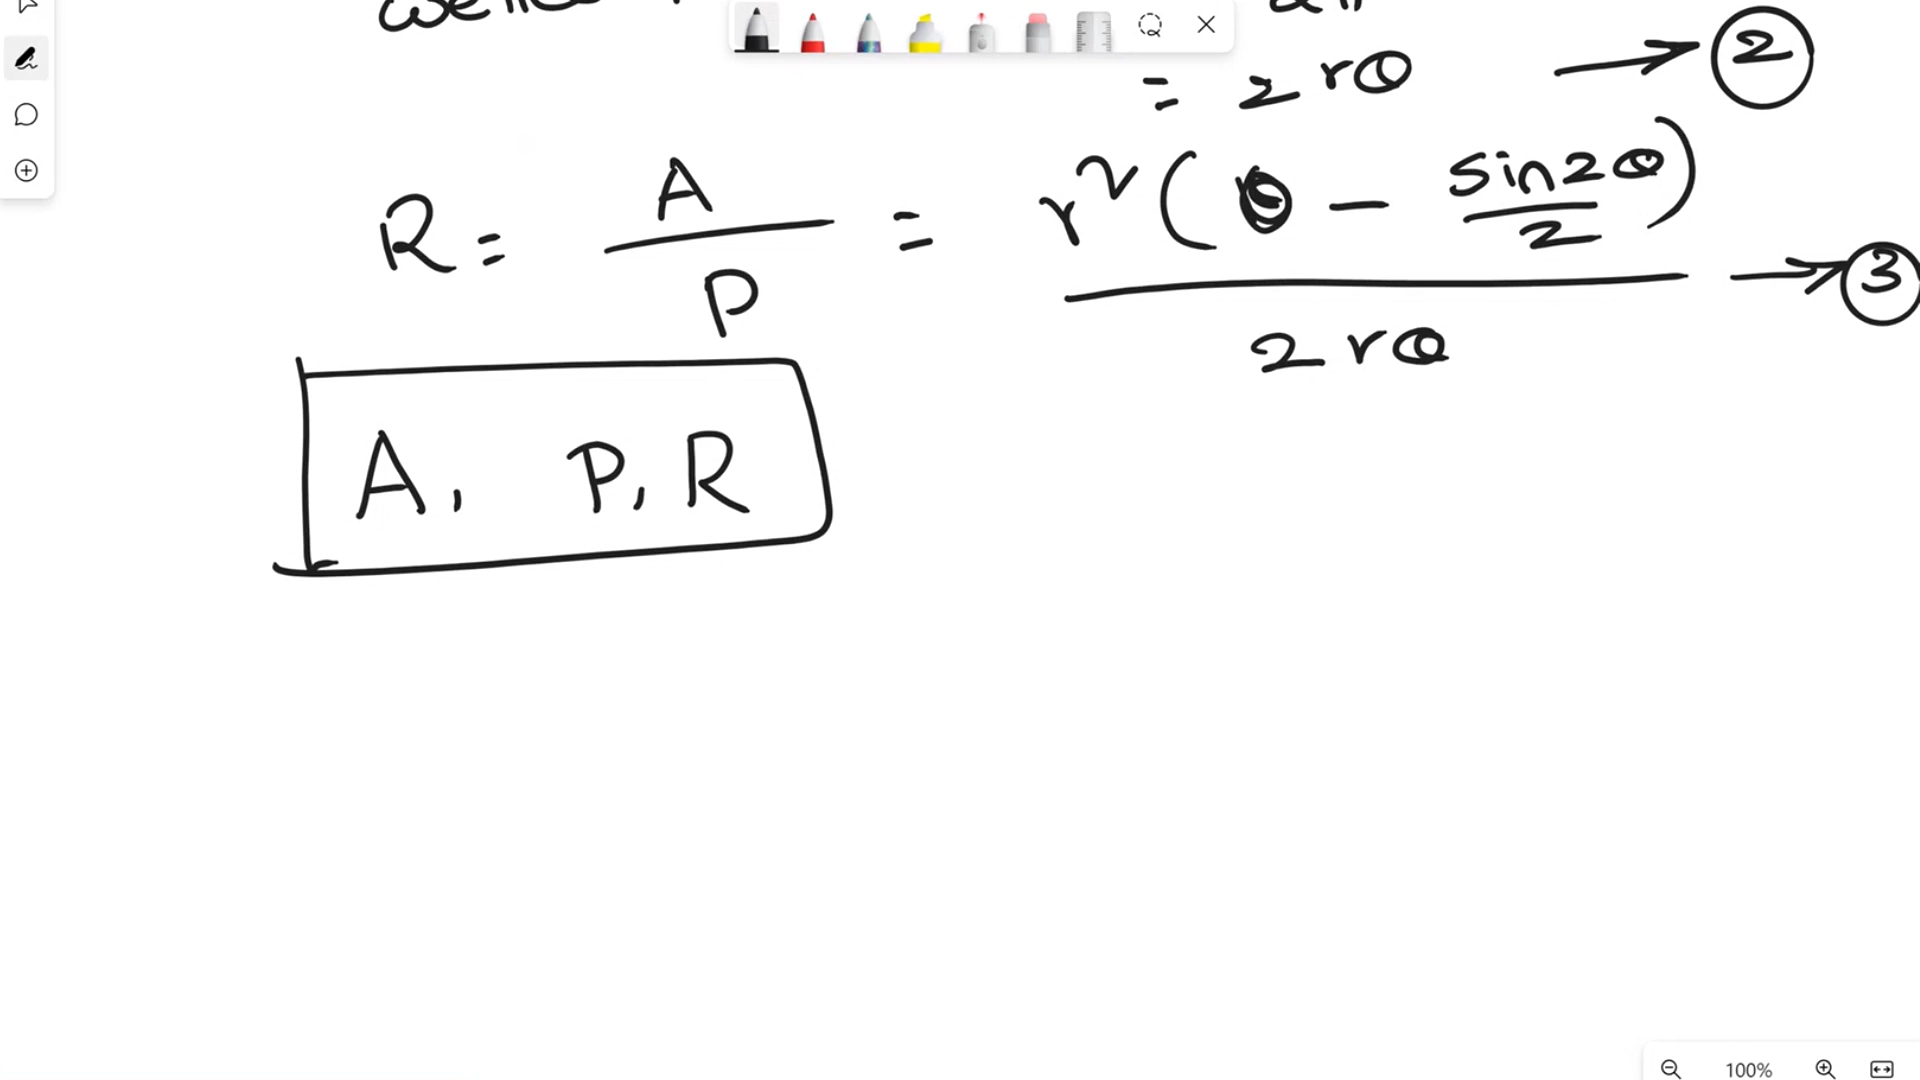 = 2rθ → ②
R = A / P = r² (θ - sin2θ / 2) / 2rθ → ③
A, P, R
100%